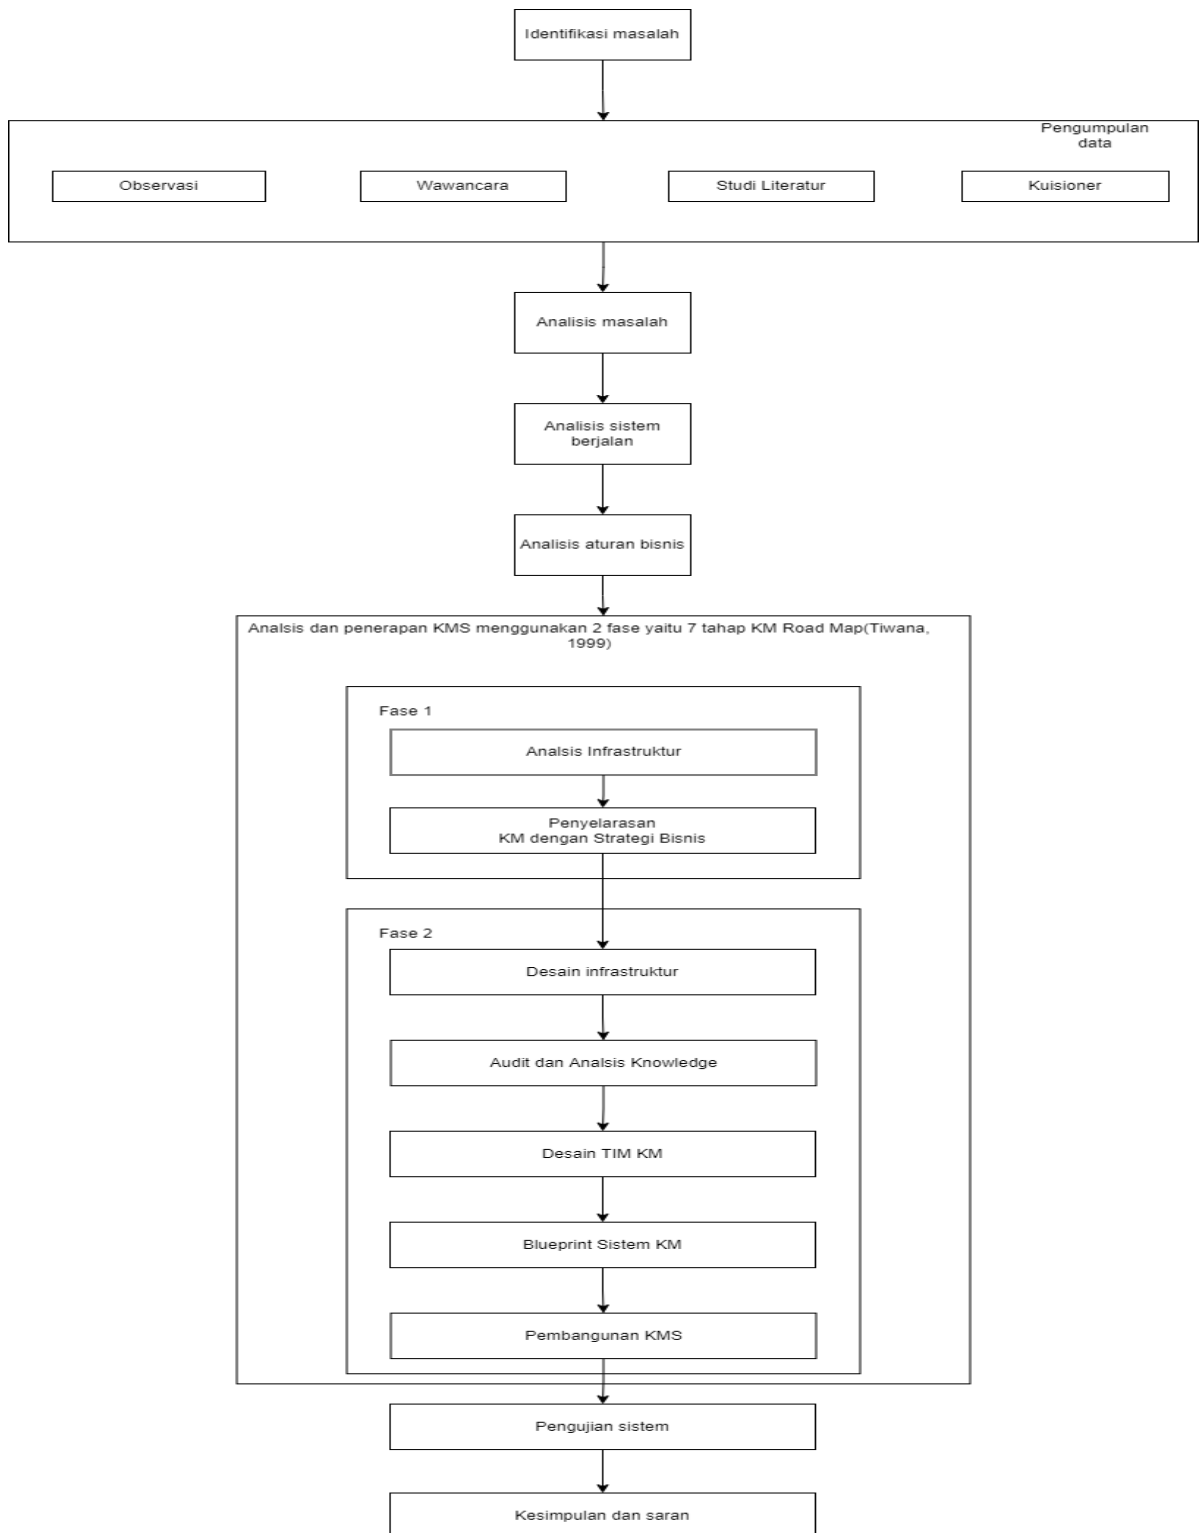 Identifikasi masalah
Pengumpulan
data
Observasi
Wawancara
Studi Literatur
Kuisioner
Analisis masalah
Analisis sistem
berjalan
Analisis aturan bisnis
Analsis dan penerapan KMS menggunakan 2 fase yaitu 7 tahap KM Road Map(Tiwana,
1999)
Fase 1
Analsis Infrastruktur
Penyelarasan
KM dengan Strategi Bisnis
Fase 2
Desain infrastruktur
Audit dan Analsis Knowledge
Desain TIM KM
Blueprint Sistem KM
Pembangunan KMS
Pengujian sistem
Kesimpulan dan saran